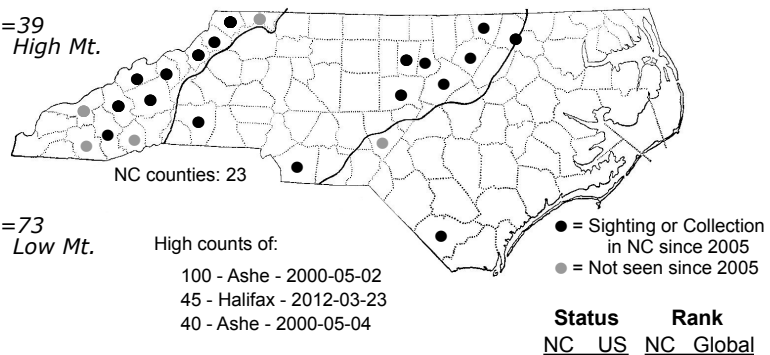 =39
High Mt.
NC counties: 23
=73
Low Mt.
High counts of:
100 - Ashe - 2000-05-02
45 - Halifax - 2012-03-23
40 - Ashe - 2000-05-04
= Sighting or Collection
in NC since 2005
= Not seen since 2005
Status Rank
NC US NC Global